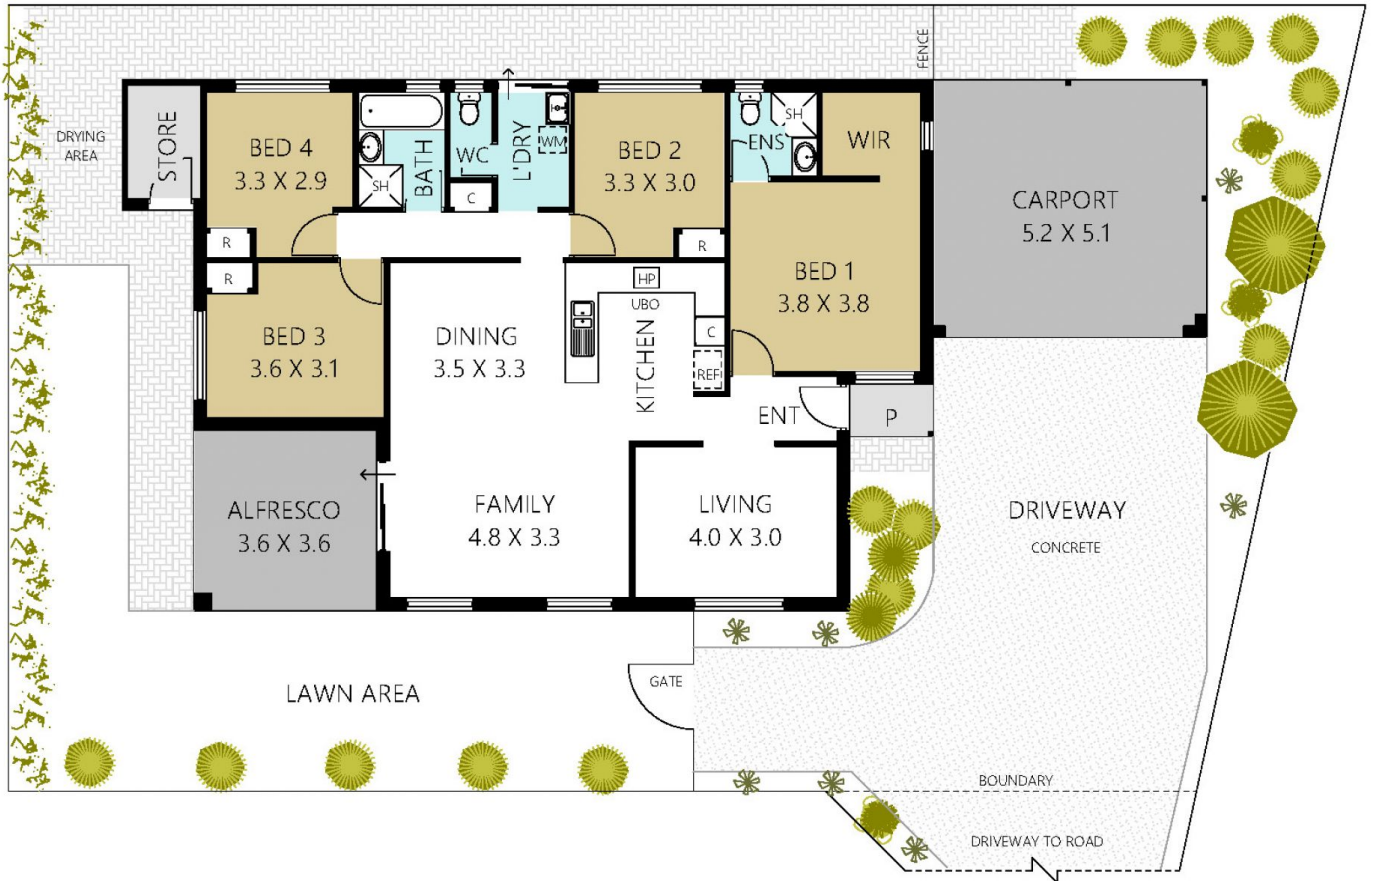 FENCE
DRYING
AREA
STORE
BED 4
3.3 X 2.9
R
SH
BATH
WC
C
L'DRY
WM
BED 2
3.3 X 3.0
R
ENS
SH
WIR
CARPORT
5.2 X 5.1
R
BED 3
3.6 X 3.1
DINING
3.5 X 3.3
HP
UBO
KITCHEN
C
REF
BED 1
3.8 X 3.8
ENT
P
ALFRESCO
3.6 X 3.6
FAMILY
4.8 X 3.3
LIVING
4.0 X 3.0
DRIVEWAY
CONCRETE
LAWN AREA
GATE
BOUNDARY
DRIVEWAY TO ROAD